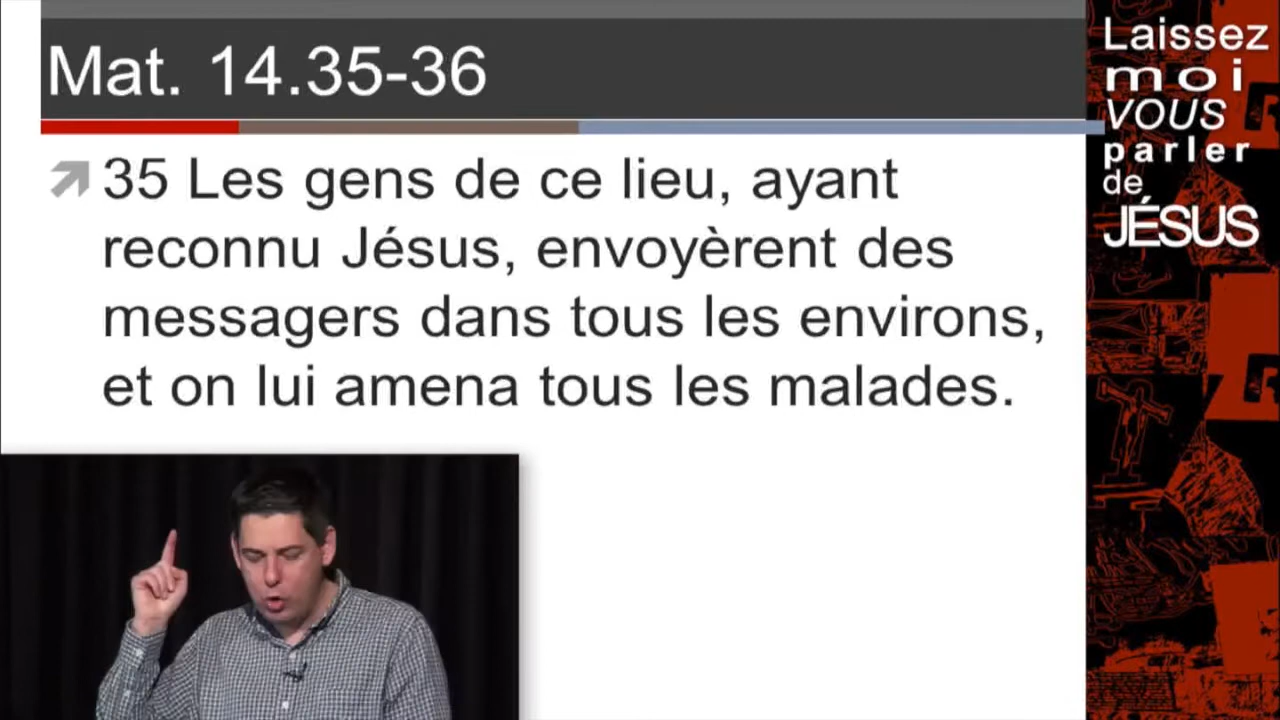 Mat. 14.35-36
35 Les gens de ce lieu, ayant
reconnu Jésus, envoyèrent des
messagers dans tous les environs,
et on lui amena tous les malades.
Laissez
moi
VOUS
parler
de
JÉSUS